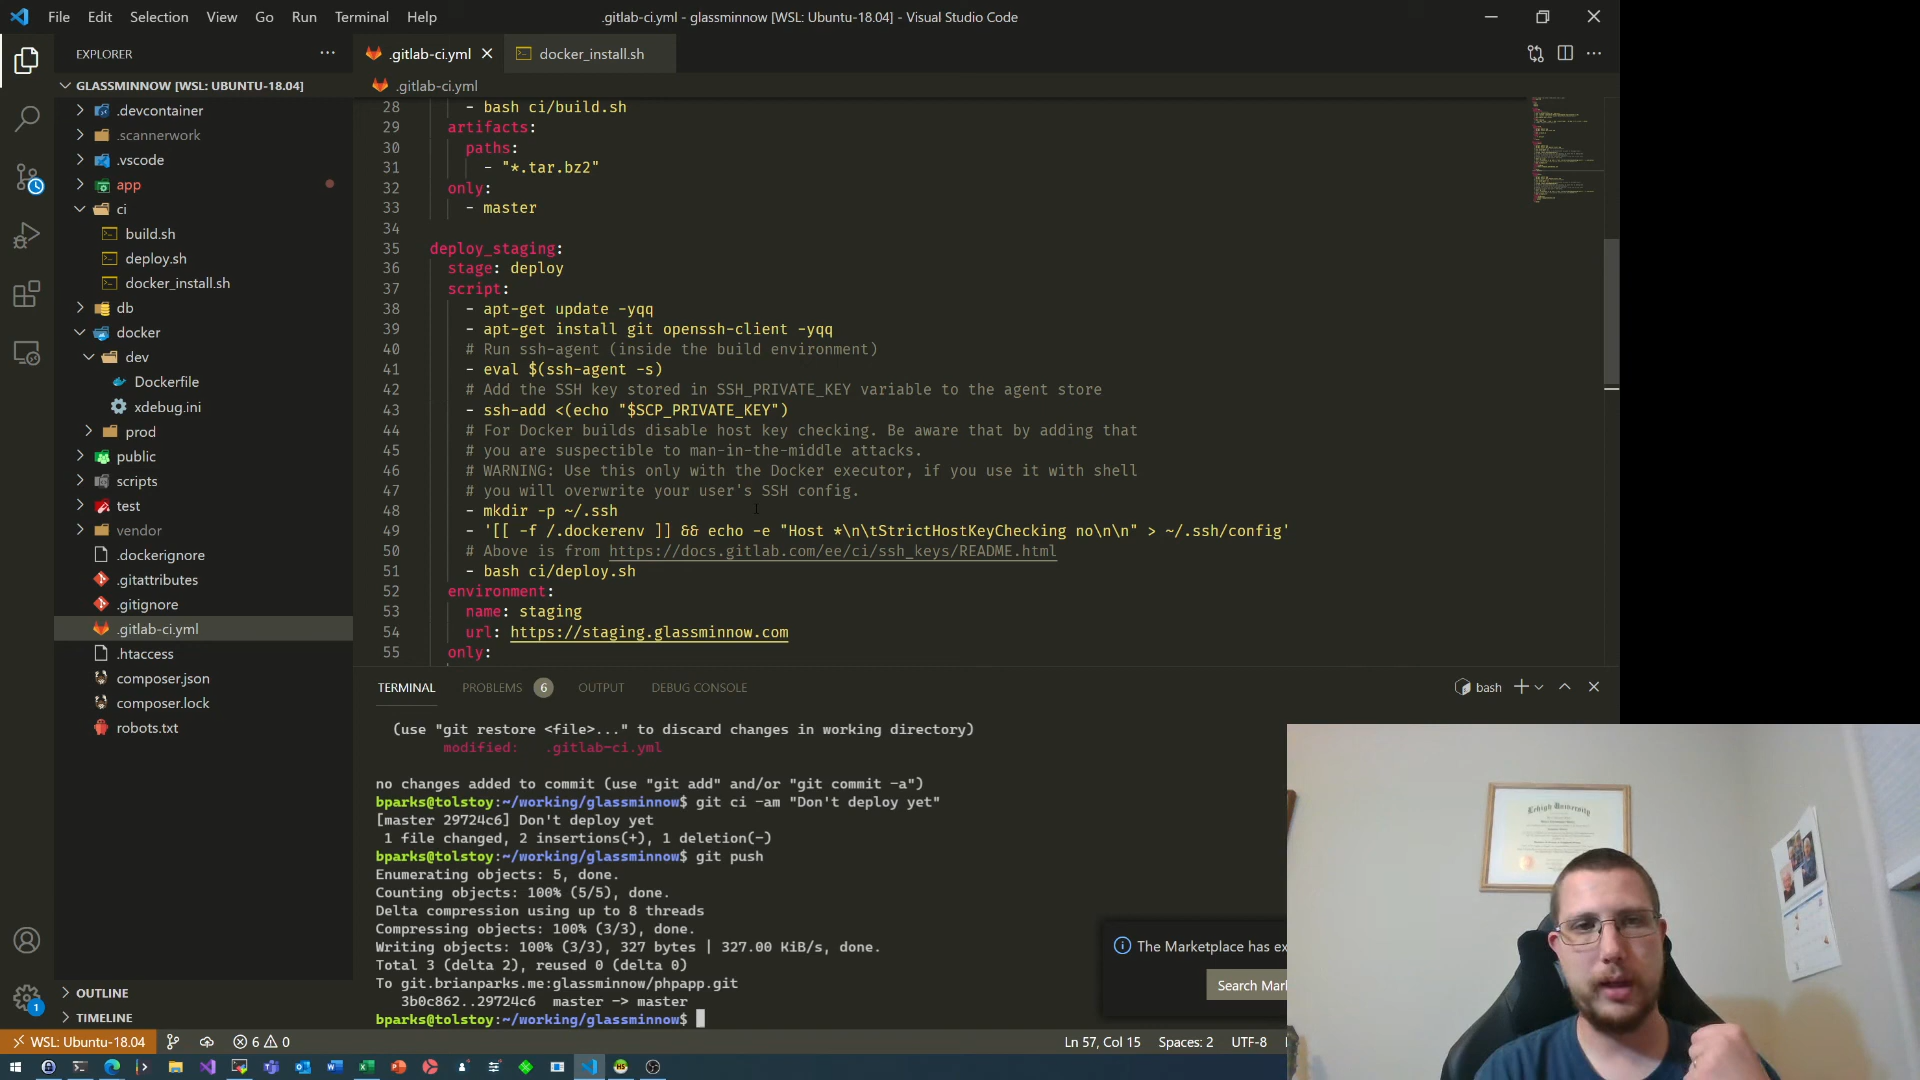 File Edit Selection View Go Run Terminal Help
.gitlab-ci.yml - glassminnow [WSL: Ubuntu-18.04] - Visual Studio Code
EXPLORER
.gitlab-ci.yml
docker_install.sh
GLASSMINNOW [WSL: UBUNTU-18.04]
.devcontainer
.scannerwork
.vscode
app
ci
build.sh
deploy.sh
docker_install.sh
db
docker
dev
Dockerfile
xdebug.ini
prod
public
scripts
test
vendor
.dockerignore
.gitattributes
.gitignore
.gitlab-ci.yml
.htaccess
composer.json
composer.lock
robots.txt
OUTLINE
TIMELINE
.gitlab-ci.yml
28 - bash ci/build.sh
29 artifacts:
30 paths:
31 - "*.tar.bz2"
32 only:
33 - master
34
35 deploy_staging:
36 stage: deploy
37 script:
38 - apt-get update -yqq
39 - apt-get install git openssh-client -yqq
40 # Run ssh-agent (inside the build environment)
41 - eval $(ssh-agent -s)
42 # Add the SSH key stored in SSH_PRIVATE_KEY variable to the agent store
43 - ssh-add <(echo "$SCP_PRIVATE_KEY")
44 # For Docker builds disable host key checking. Be aware that by adding that
45 # you are suspectible to man-in-the-middle attacks.
46 # WARNING: Use this only with the Docker executor, if you use it with shell
47 # you will overwrite your user's SSH config.
48 - mkdir -p ~/.ssh
49 - '[[ -f /.dockerenv ]] && echo -e "Host *\n\tStrictHostKeyChecking no\n\n" > ~/.ssh/config'
50 # Above is from https://docs.gitlab.com/ee/ci/ssh_keys/README.html
51 - bash ci/deploy.sh
52 environment:
53 name: staging
54 url: https://staging.glassminnow.com
55 only:
TERMINAL PROBLEMS 6 OUTPUT DEBUG CONSOLE
bash
(use "git restore <file>..." to discard changes in working directory)
modified: .gitlab-ci.yml
no changes added to commit (use "git add" and/or "git commit -a")
bparks@tolstoy:~/working/glassminnow$ git ci -am "Don't deploy yet"
[master 29724c6] Don't deploy yet
1 file changed, 2 insertions(+), 1 deletion(-)
bparks@tolstoy:~/working/glassminnow$ git push
Enumerating objects: 5, done.
Counting objects: 100% (5/5), done.
Delta compression using up to 8 threads
Compressing objects: 100% (3/3), done.
Writing objects: 100% (3/3), 327 bytes | 327.00 KiB/s, done.
Total 3 (delta 2), reused 0 (delta 0)
To git.brianparks.me:glassminnow/phpapp.git
3b0c862..29724c6 master -> master
bparks@tolstoy:~/working/glassminnow$
The Marketplace has ex
Search Mar
Lehigh University
WSL: Ubuntu-18.04
6 0
Ln 57, Col 15
Spaces: 2
UTF-8
1